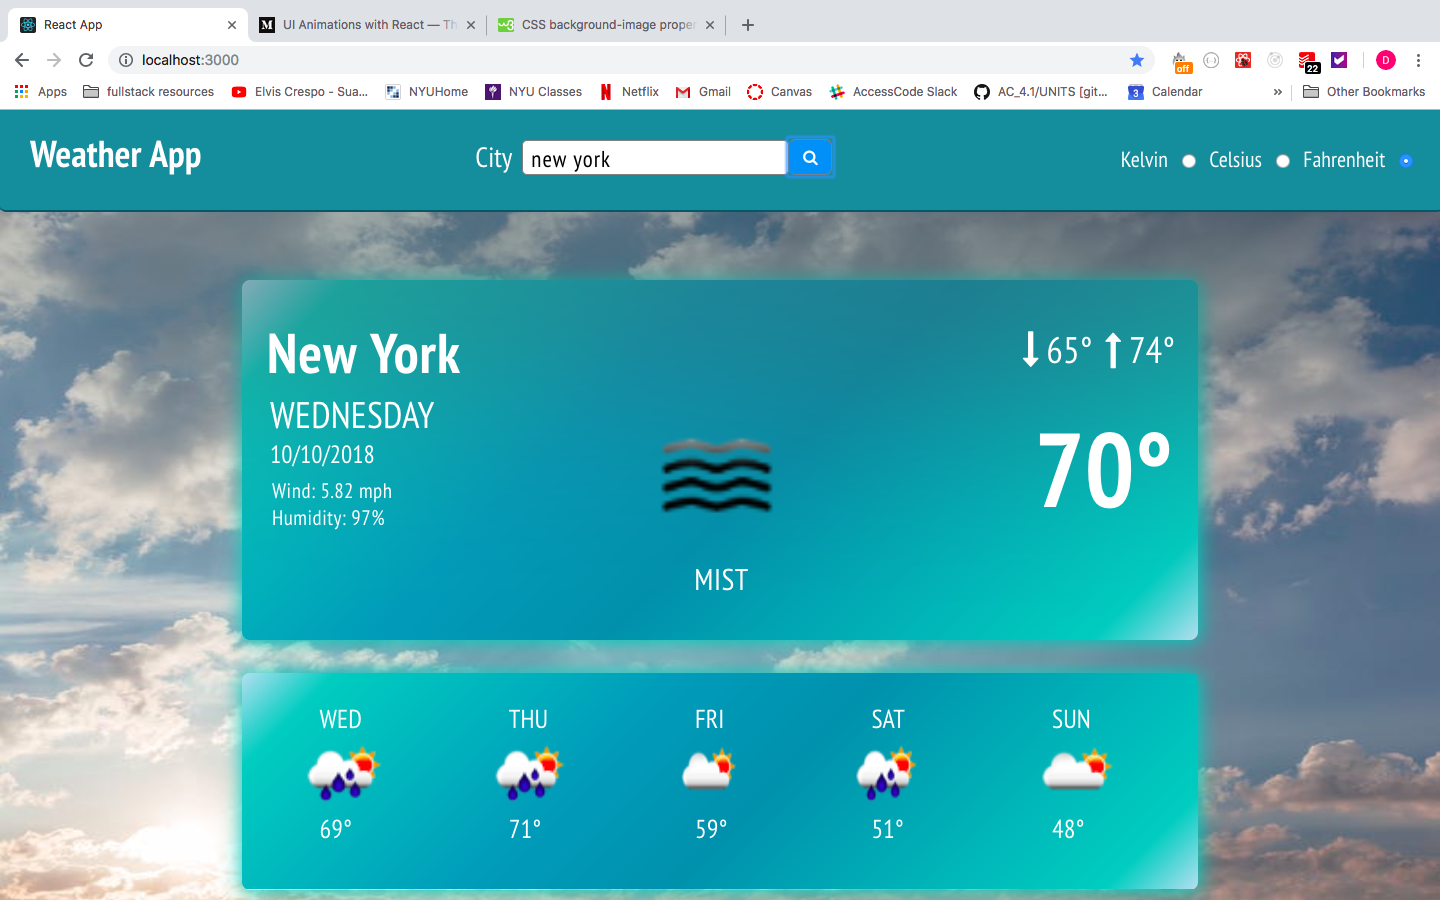 React App
UI Animations with React — Th
CSS background-image proper
localhost:3000
off
22
D
Apps
fullstack resources
Elvis Crespo - Sua...
NYUHome
NYU Classes
Netflix
Gmail
Canvas
AccessCode Slack
AC_4.1/UNITS [git...
3
Calendar
»
Other Bookmarks
Weather App
City
new york
Kelvin
Celsius
Fahrenheit
New York
65° 74°
WEDNESDAY
10/10/2018
70°
Wind: 5.82 mph
Humidity: 97%
MIST
WED THU FRI SAT SUN
69° 71° 59° 51° 48°